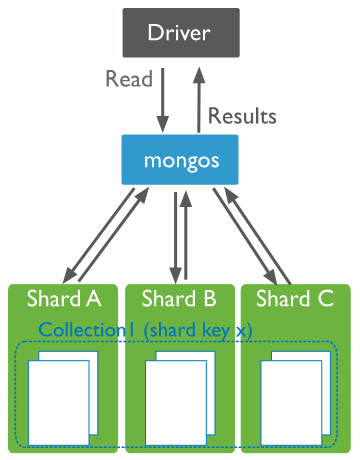 Driver
Read
Results
mongos
Shard A
Shard B
Shard C
Collection1 (shard key x)